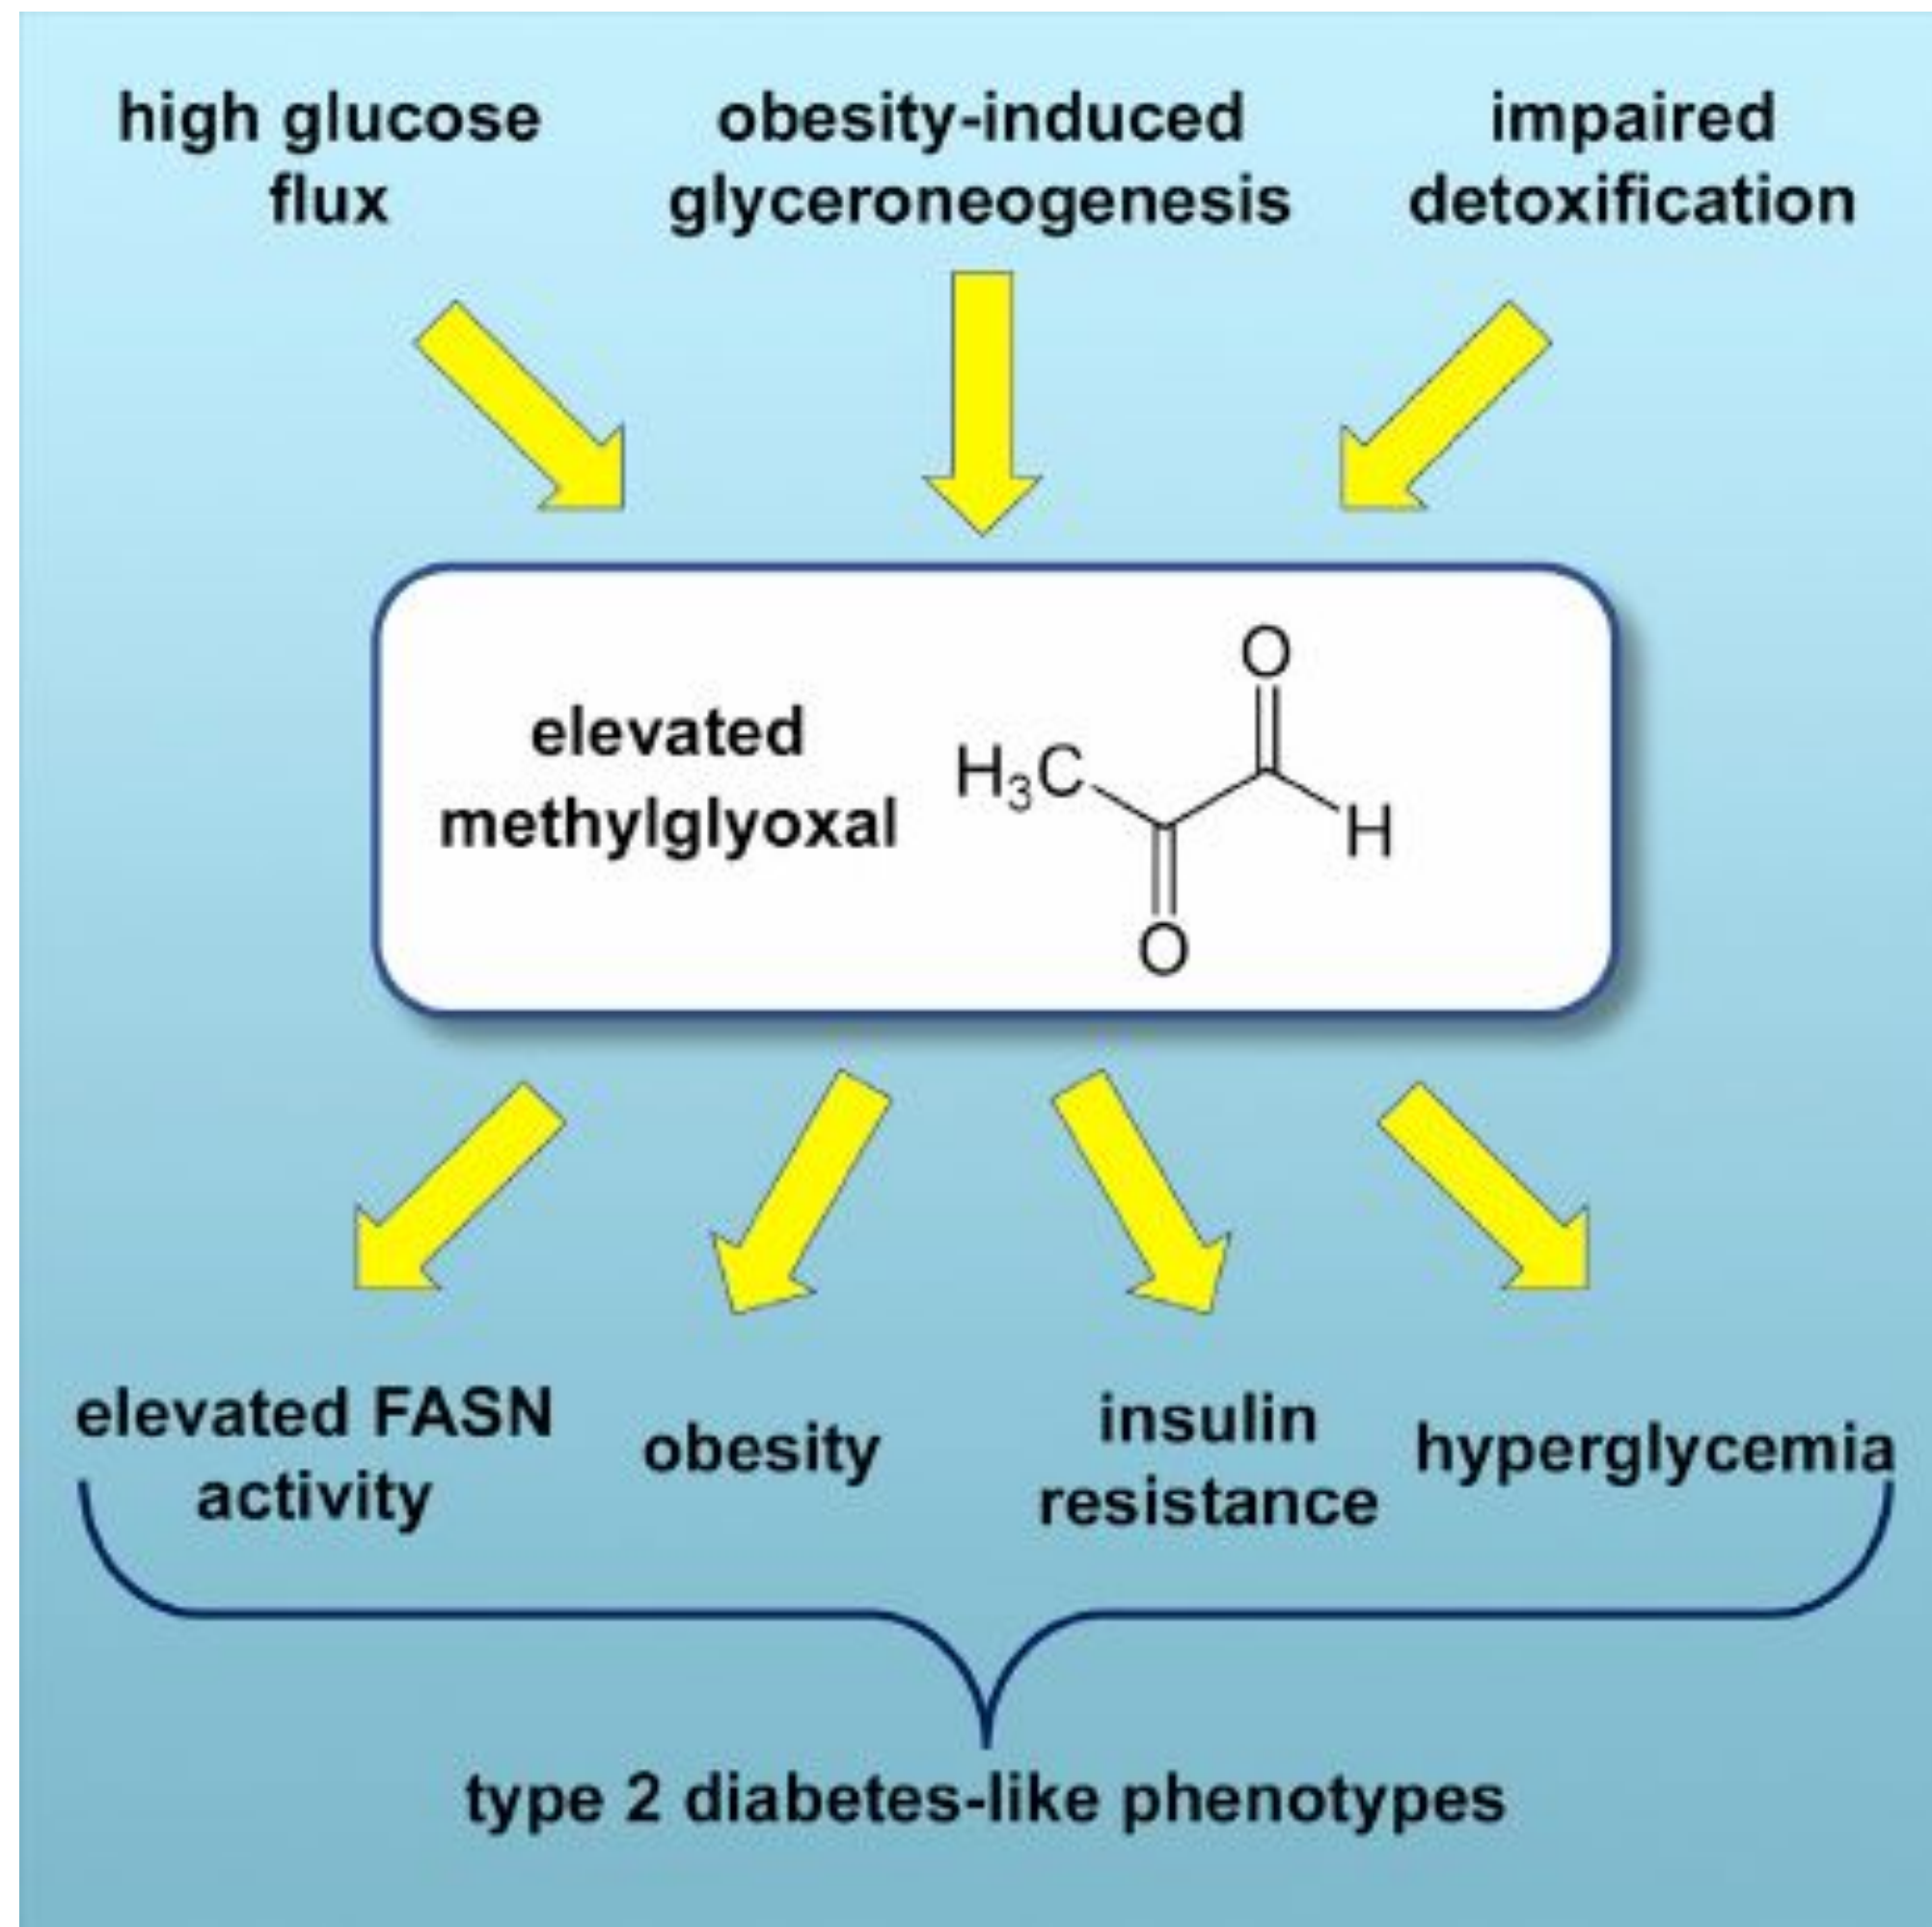 high glucose
flux
obesity-induced
glyceroneogenesis
impaired
detoxification
elevated
methylglyoxal
O
H₃C
H
O
elevated FASN
activity
obesity
insulin
resistance
hyperglycemia
type 2 diabetes-like phenotypes